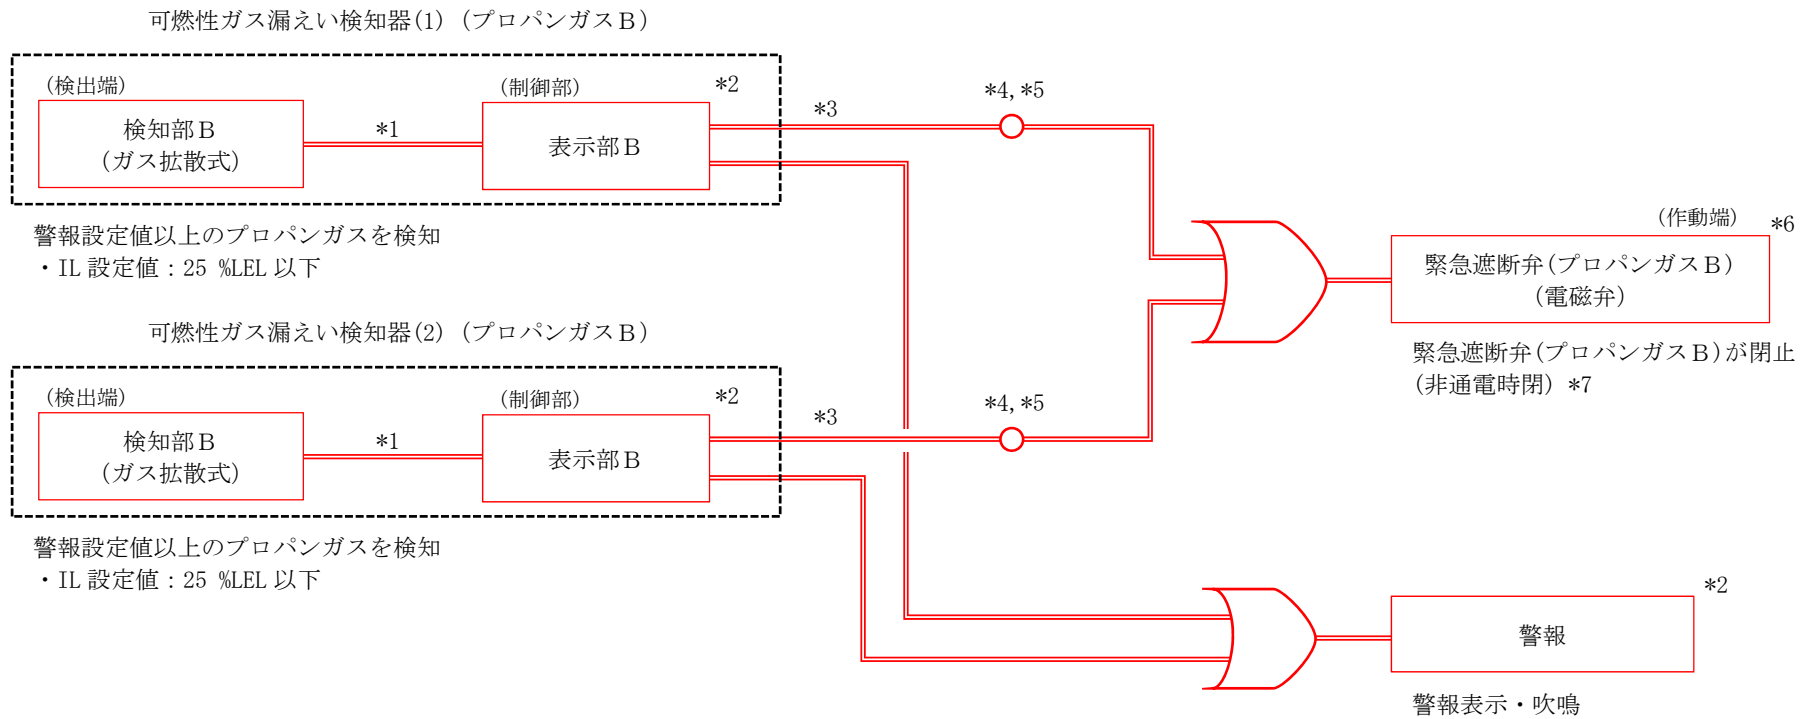 可燃性ガス漏えい検知器(1) (プロパンガスＢ)
(検出端)
(制御部)
*2
検知部Ｂ
(ガス拡散式)
*1
表示部Ｂ
*3
*4, *5
警報設定値以上のプロパンガスを検知
・IL 設定値：25 %LEL 以下
(作動端)
*6
緊急遮断弁(プロパンガスＢ)
(電磁弁)
緊急遮断弁(プロパンガスＢ)が閉止
(非通電時閉) *7
可燃性ガス漏えい検知器(2) (プロパンガスＢ)
(検出端)
(制御部)
*2
検知部Ｂ
(ガス拡散式)
*1
表示部Ｂ
*3
*4, *5
警報設定値以上のプロパンガスを検知
・IL 設定値：25 %LEL 以下
*2
警報
警報表示・吹鳴